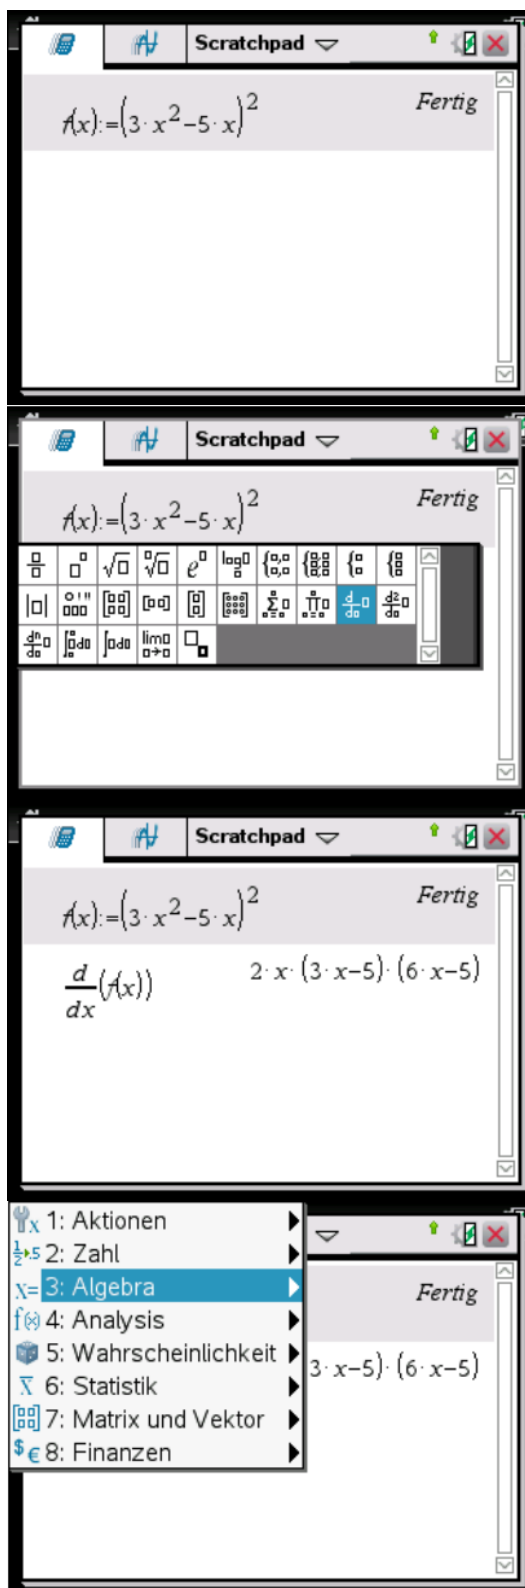 Scratchpad
f(x):=(3·x²-5·x)² Fertig
Scratchpad
f(x):=(3·x²-5·x)² Fertig
Scratchpad
f(x):=(3·x²-5·x)² Fertig
d/dx(f(x)) 2·x·(3·x-5)·(6·x-5)
1: Aktionen
2: Zahl
3: Algebra
Fertig
4: Analysis
5: Wahrscheinlichkeit 3·x-5)·(6·x-5)
6: Statistik
7: Matrix und Vektor
8: Finanzen